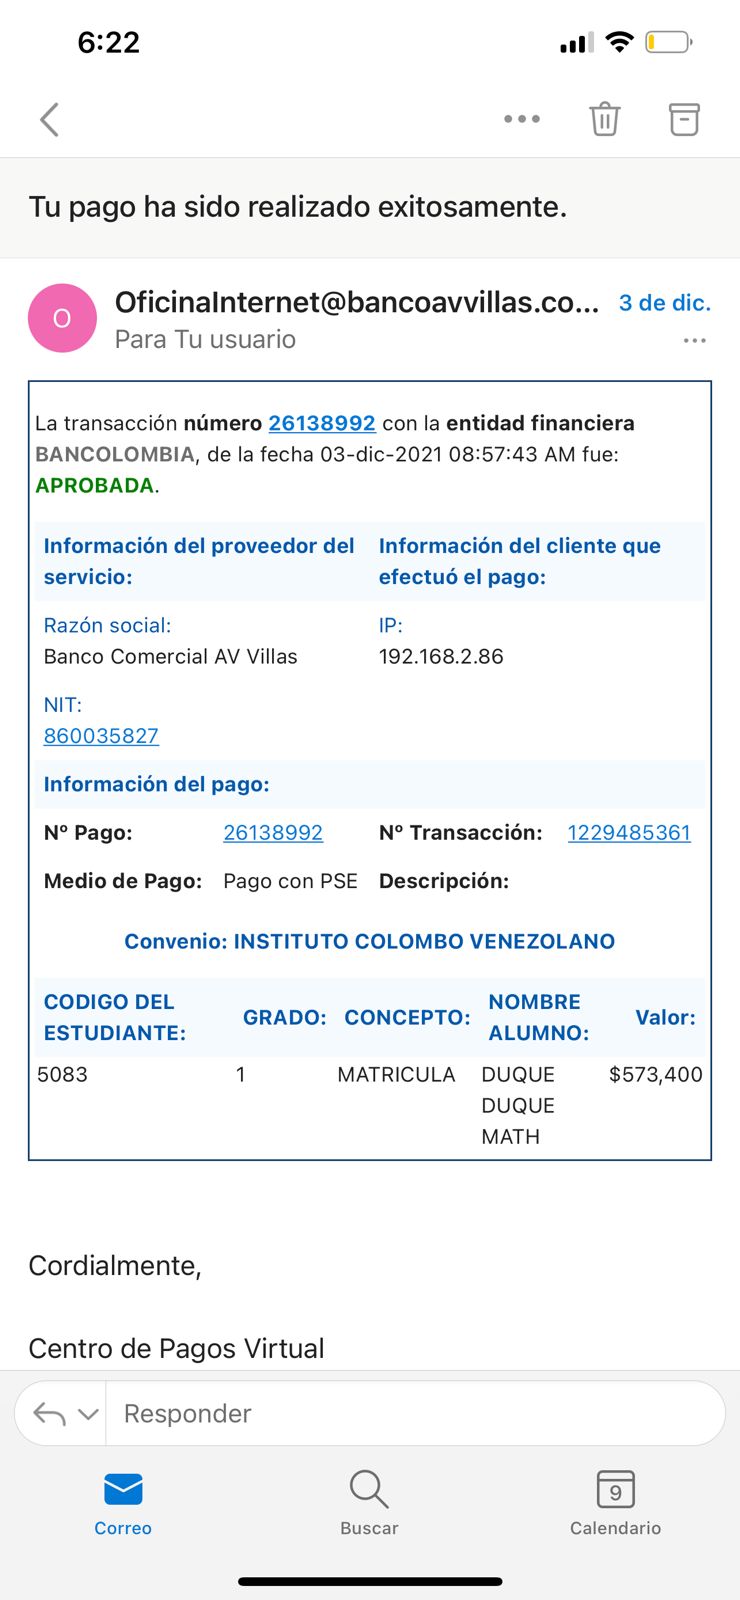 6:22
Tu pago ha sido realizado exitosamente.
O
OficinaInternet@bancoavvillas.co... 3 de dic.
Para Tu usuario
La transacción número 26138992 con la entidad financiera
BANCOLOMBIA, de la fecha 03-dic-2021 08:57:43 AM fue:
APROBADA.
Información del proveedor del
servicio:
Información del cliente que
efectuó el pago:
Razón social:
Banco Comercial AV Villas
IP:
192.168.2.86
NIT:
860035827
Información del pago:
Nº Pago: 26138992 Nº Transacción: 1229485361
Medio de Pago: Pago con PSE Descripción:
Convenio: INSTITUTO COLOMBO VENEZOLANO
CODIGO DEL
ESTUDIANTE:
GRADO:
CONCEPTO:
NOMBRE
ALUMNO:
Valor:
5083 1 MATRICULA DUQUE $573,400
DUQUE
MATH
Cordialmente,
Centro de Pagos Virtual
Responder
9
Correo Buscar Calendario